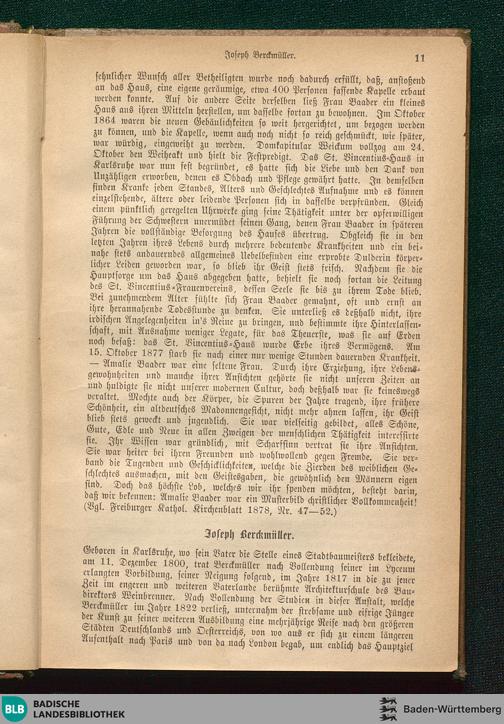 Joseph Berckmüller. 11
sehnlicher Wunsch aller Betheiligten wurde noch dadurch erfüllt, daß, anstoßend
an das Haus, eine eigene geräumige, etwa 400 Personen fassende Kapelle erbaut
werden konnte. Auf die andere Seite derselben ließ Frau Baader ein kleines
Haus aus ihren Mitteln herstellen, um dasselbe fortan zu bewohnen. Im Oktober
1864 waren die neuen Gebäulichkeiten so weit hergerichtet, um bezogen werden
zu können, und die Kapelle, wenn auch noch nicht so reich geschmückt, wie später,
war würdig, eingeweiht zu werden. Domkapitular Weickum vollzog am 24.
Oktober den Weiheakt und hielt die Festpredigt. Das St. Vincentius-Haus in
Karlsruhe war nun fest begründet, es hatte sich die Liebe und den Dank von
Unzähligen erworben, denen es Obdach und Pflege gewährt hatte. In demselben
finden Kranke jeden Standes, Alters und Geschlechtes Aufnahme und es können
einzelstehende, ältere oder leidende Personen sich in dasselbe verpfründen. Gleich
einem pünktlich geregelten Uhrwerke ging seine Thätigkeit unter der opferwilligen
Führung der Schwestern unermüdet seinen Gang, denen Frau Baader in späteren
Jahren die vollständige Besorgung des Hauses übertrug. Obgleich sie in den
letzten Jahren ihres Lebens durch mehrere bedeutende Krankheiten und ein bei-
nahe stets andauerndes allgemeines Uebelbefinden eine erprobte Dulderin körper-
licher Leiden geworden war, so blieb ihr Geist stets frisch. Nachdem sie die
Hauptsorge um das Haus abgegeben hatte, behielt sie noch fortan die Leitung
des St. Vincentius-Frauenvereins, dessen Seele sie bis zu ihrem Tode blieb.
Bei zunehmendem Alter fühlte sich Frau Baader gemahnt, oft und ernst an
ihre herannahende Todesstunde zu denken. Sie unterließ es deßhalb nicht, ihre
irdischen Angelegenheiten in's Reine zu bringen, und bestimmte ihre Hinterlassen-
schaft, mit Ausnahme weniger Legate, für das Theuerste, was sie auf Erden
noch besaß: das St. Vincentius-Haus wurde Erbe ihres Vermögens. Am
15. Oktober 1877 starb sie nach einer nur wenige Stunden dauernden Krankheit.
— Amalie Baader war eine seltene Frau. Durch ihre Erziehung, ihre Lebens-
gewohnheiten und manche ihrer Ansichten gehörte sie nicht unseren Zeiten an
und huldigte sie nicht unserer modernen Cultur, doch deßhalb war sie keineswegs
veraltet. Mochte auch der Körper, die Spuren der Jahre tragend, ihre frühere
Schönheit, ein altdeutsches Madonnengesicht, nicht mehr ahnen lassen, ihr Geist
blieb stets geweckt und jugendlich. Sie war vielseitig gebildet, alles Schöne,
Gute, Edle und Neue in allen Zweigen der menschlichen Thätigkeit interessirte
sie. Ihr Wissen war gründlich, mit Scharfsinn vertrat sie ihre Ansichten.
Sie war heiter bei ihren Freunden und wohlwollend gegen Fremde. Sie ver-
band die Tugenden und Geschicklichkeiten, welche die Zierden des weiblichen Ge-
schlechtes ausmachen, mit den Geistesgaben, die gewöhnlich den Männern eigen
sind. Doch das höchste Lob, welches wir ihr spenden möchten, besteht darin,
daß wir bekennen: Amalie Baader war ein Musterbild christlicher Vollkommenheit!
(Vgl. Freiburger Kathol. Kirchenblatt 1878, Nr. 47—52.)
Joseph Berckmüller.
Geboren in Karlsruhe, wo sein Vater die Stelle eines Stadtbaumeisters bekleidete,
am 11. Dezember 1800, trat Berckmüller nach Vollendung seiner im Lyceum
erlangten Vorbildung, seiner Neigung folgend, im Jahre 1817 in die zu jener
Zeit im engeren und weiteren Vaterlande berühmte Architekturschule des Bau-
direktors Weinbrenner. Nach Vollendung der Studien in dieser Anstalt, welche
Berckmüller im Jahre 1822 verließ, unternahm der strebsame und eifrige Jünger
der Kunst zu seiner weiteren Ausbildung eine mehrjährige Reise nach den größeren
Städten Deutschlands und Oesterreichs, von wo aus er sich zu einem längeren
Aufenthalt nach Paris und von da nach London begab, um endlich das Hauptziel
BLB BADISCHE
LANDESBIBLIOTHEK
Baden-Württemberg